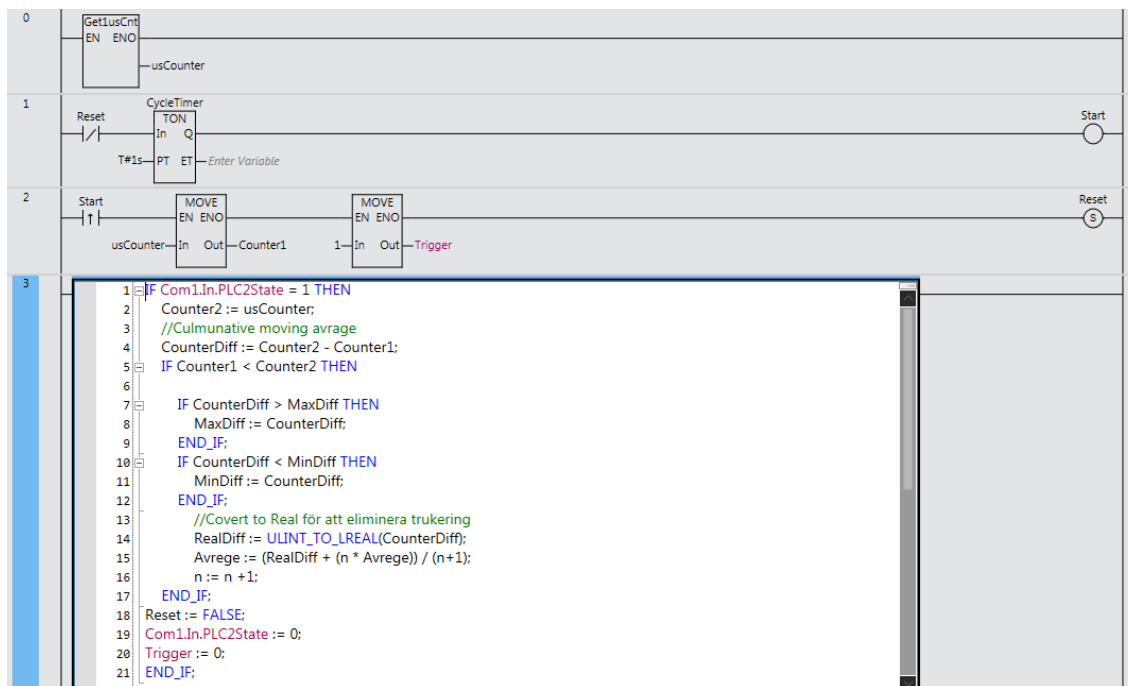 0
Get1usCnt
EN ENO
usCounter
1
CycleTimer
Reset
TON
Start
In Q
T#1s PT ET Enter Variable
2
Start
MOVE
MOVE
Reset
EN ENO
EN ENO
S
usCounter In Out Counter1
1 In Out Trigger
3
1 IF Com1.In.PLC2State = 1 THEN
2 Counter2 := usCounter;
3 //Culmunative moving avrage
4 CounterDiff := Counter2 - Counter1;
5 IF Counter1 < Counter2 THEN
6
7 IF CounterDiff > MaxDiff THEN
8 MaxDiff := CounterDiff;
9 END_IF;
10 IF CounterDiff < MinDiff THEN
11 MinDiff := CounterDiff;
12 END_IF;
13 //Covert to Real för att eliminera trukering
14 RealDiff := ULINT_TO_LREAL(CounterDiff);
15 Avrege := (RealDiff + (n * Avrege)) / (n+1);
16 n := n +1;
17 END_IF;
18 Reset := FALSE;
19 Com1.In.PLC2State := 0;
20 Trigger := 0;
21 END_IF;